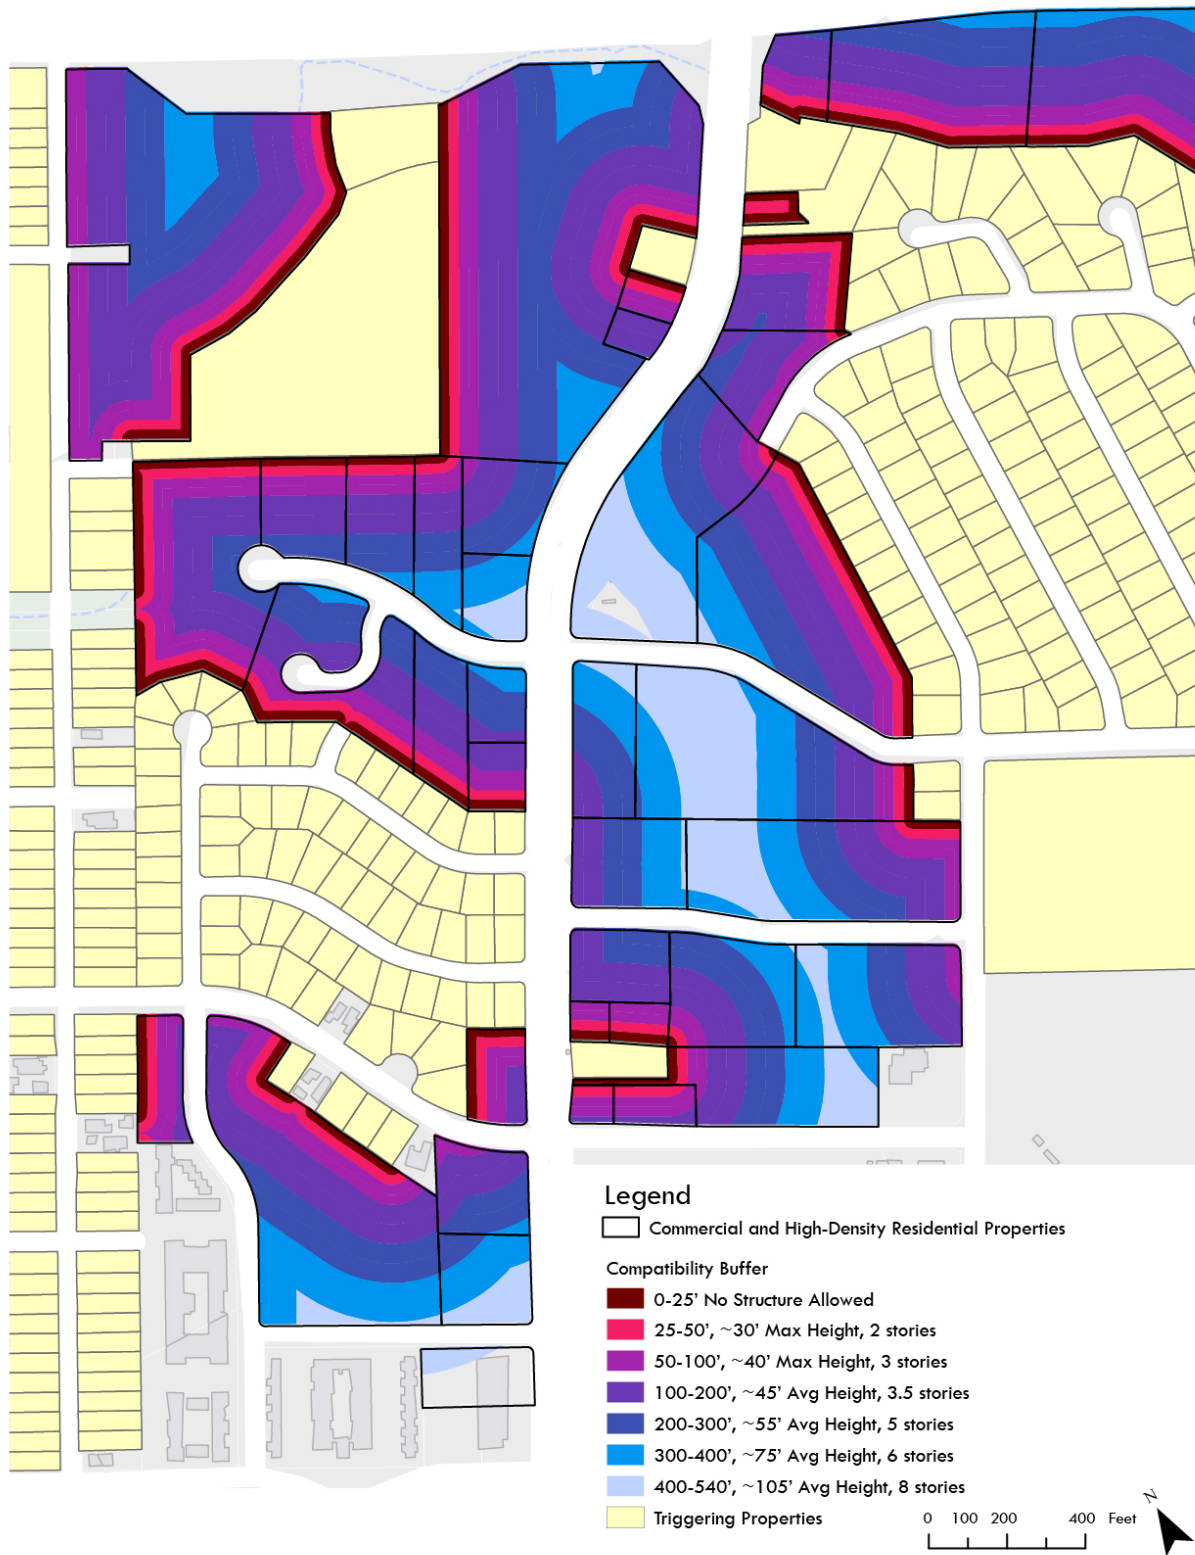 Legend
Commercial and High-Density Residential Properties
Compatibility Buffer
0-25’ No Structure Allowed
25-50’, ~30’ Max Height, 2 stories
50-100’, ~40’ Max Height, 3 stories
100-200’, ~45’ Avg Height, 3.5 stories
200-300’, ~55’ Avg Height, 5 stories
300-400’, ~75’ Avg Height, 6 stories
400-540’, ~105’ Avg Height, 8 stories
Triggering Properties
N
0 100 200 400 Feet